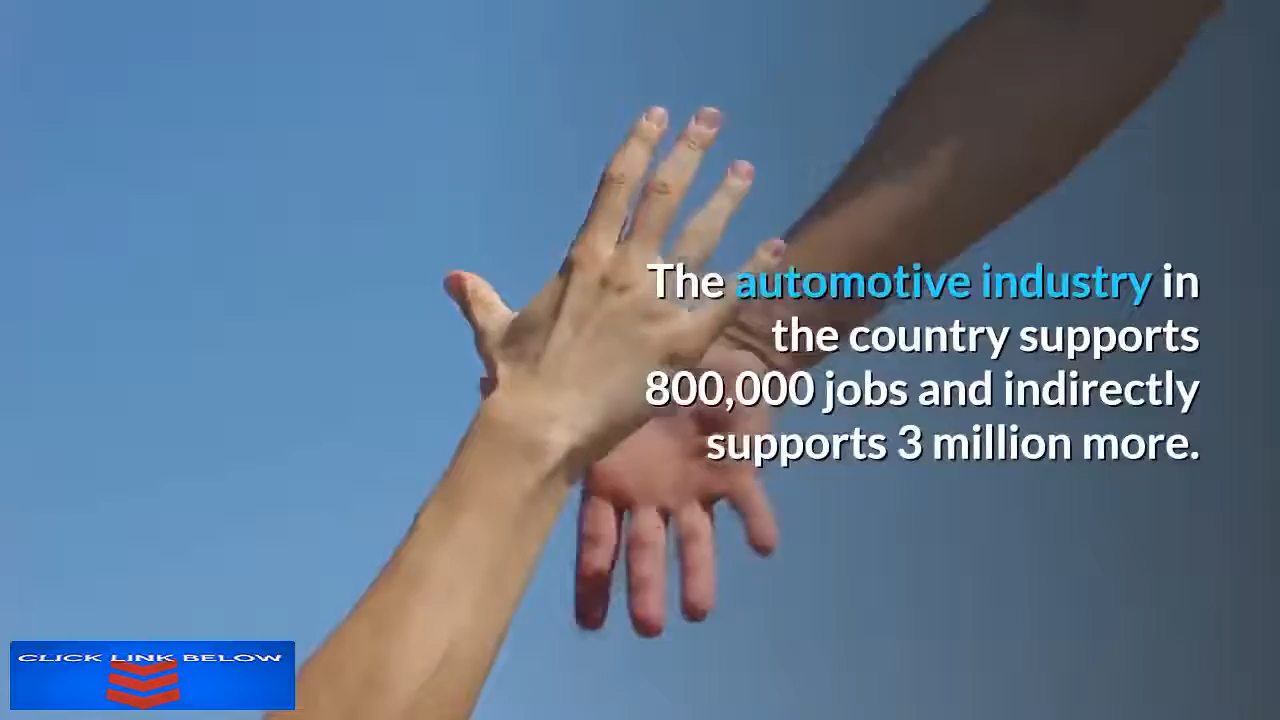 The automotive industry in
the country supports
800,000 jobs and indirectly
supports 3 million more.
CLICK LINK BELOW